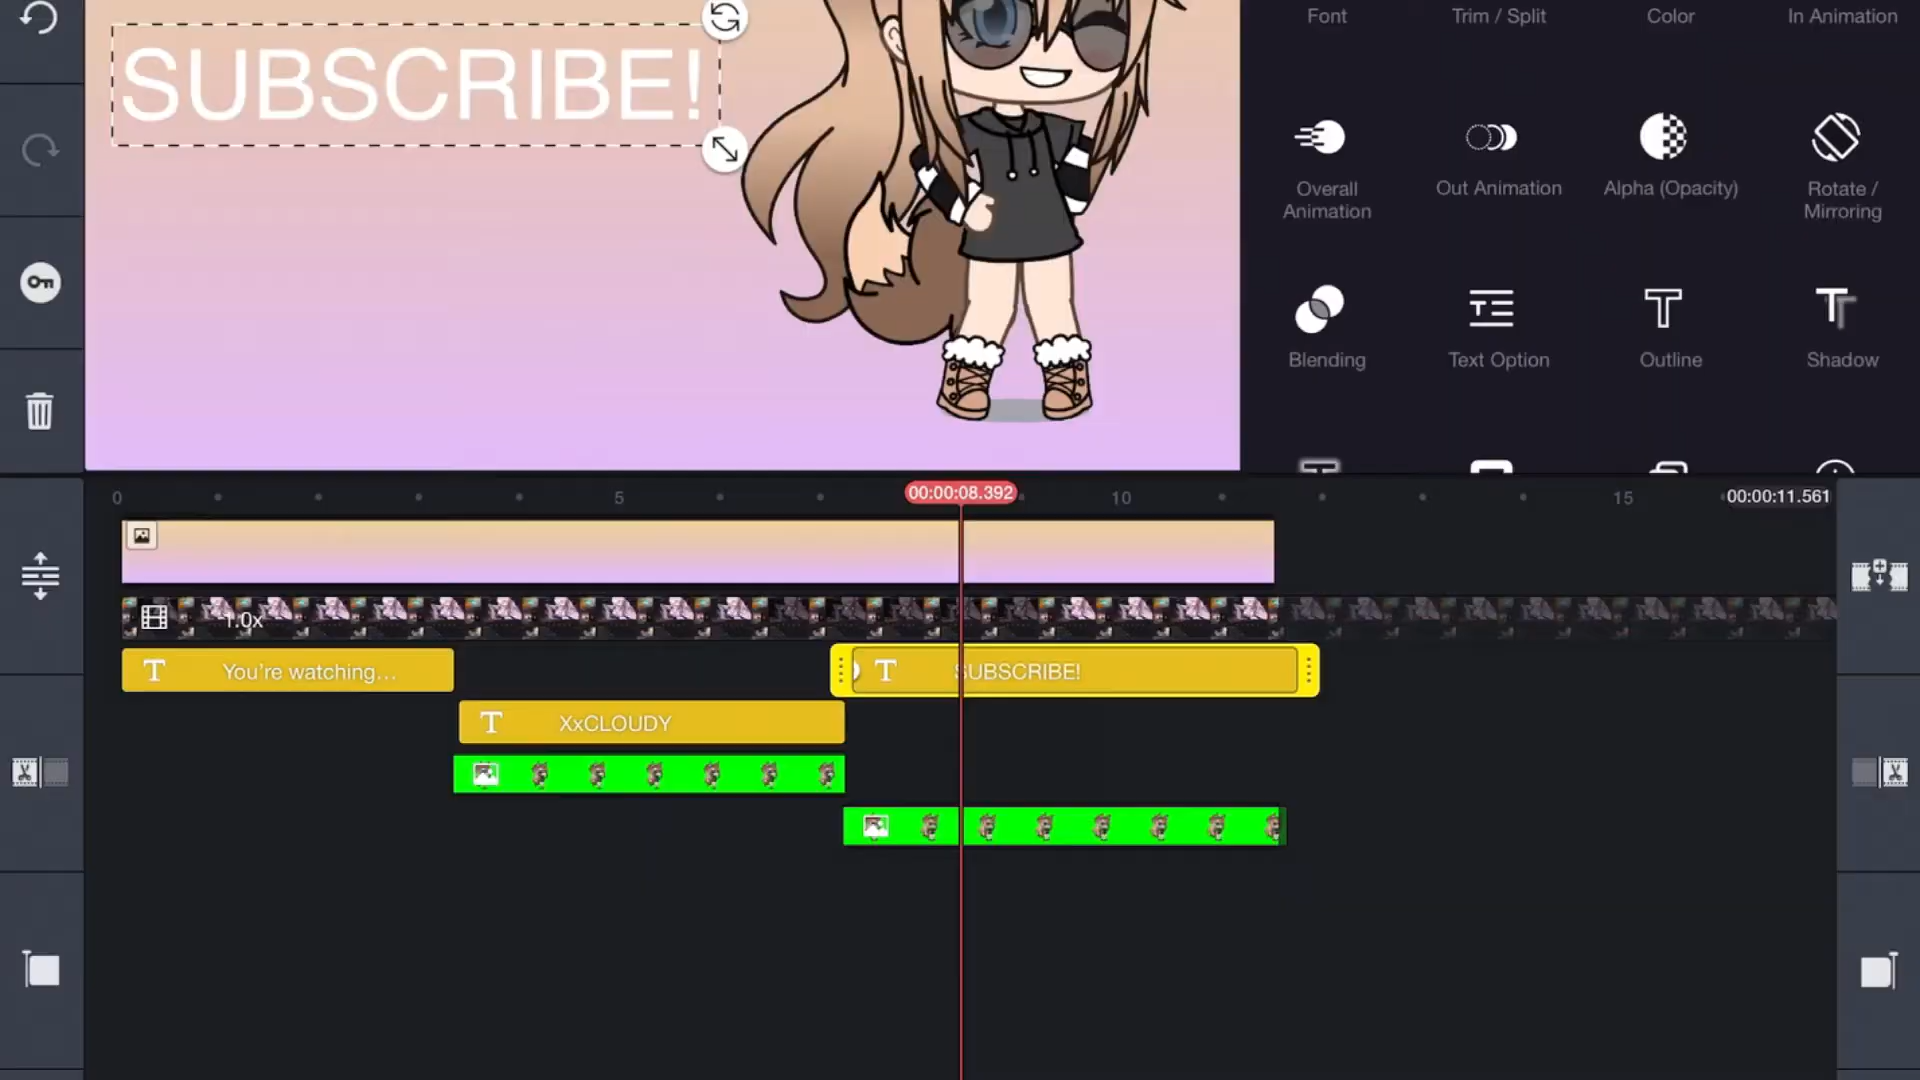 SUBSCRIBE!
Font
Trim / Split
Color
In Animation
Overall
Animation
Out Animation
Alpha (Opacity)
Rotate /
Mirroring
Blending
Text Option
Outline
Shadow
0
5
00:00:08.392
10
15
00:00:11.561
1.0x
You're watching...
SUBSCRIBE!
XxCLOUDY